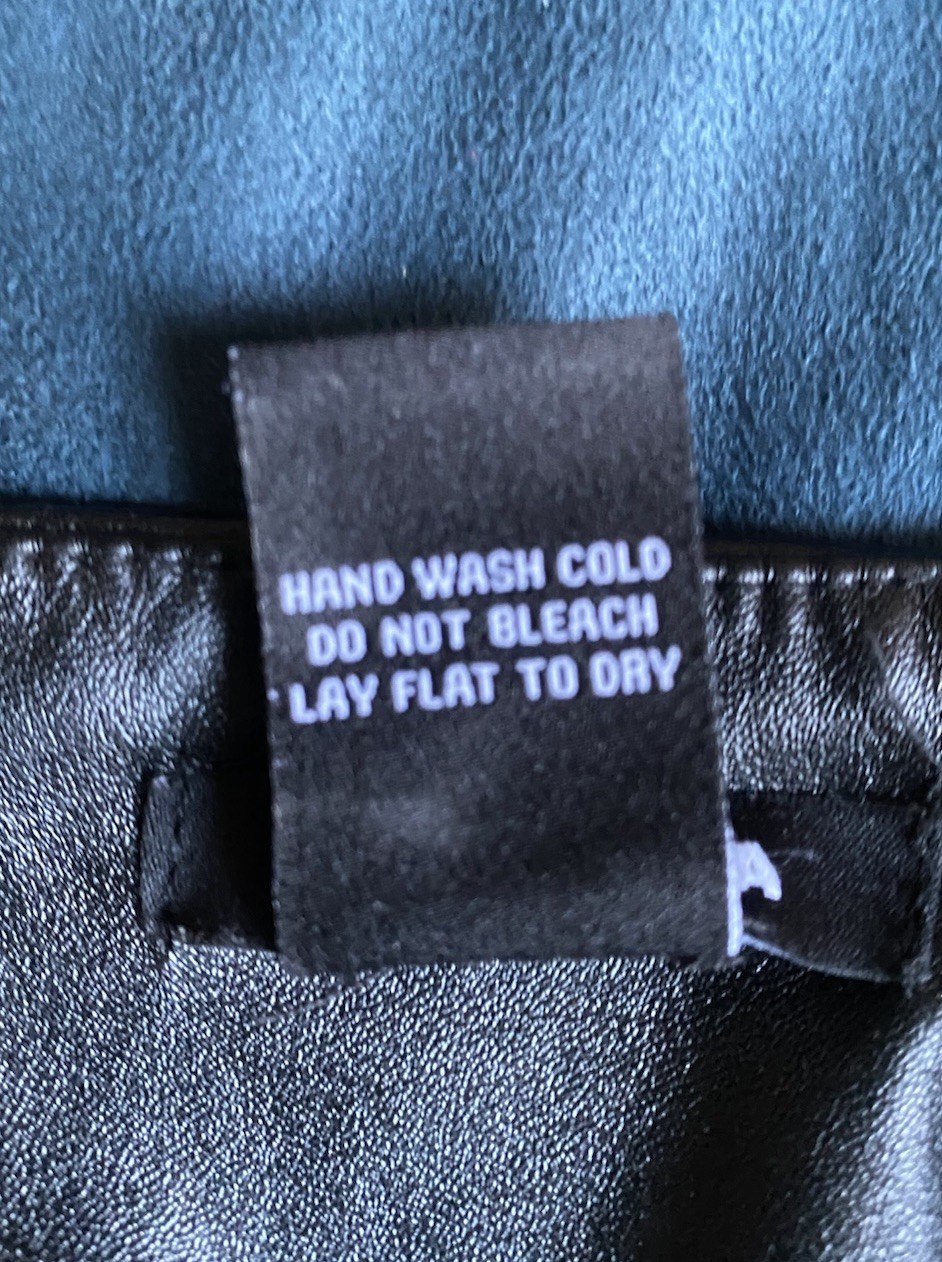 HAND WASH COLD
DO NOT BLEACH
LAY FLAT TO DRY
A